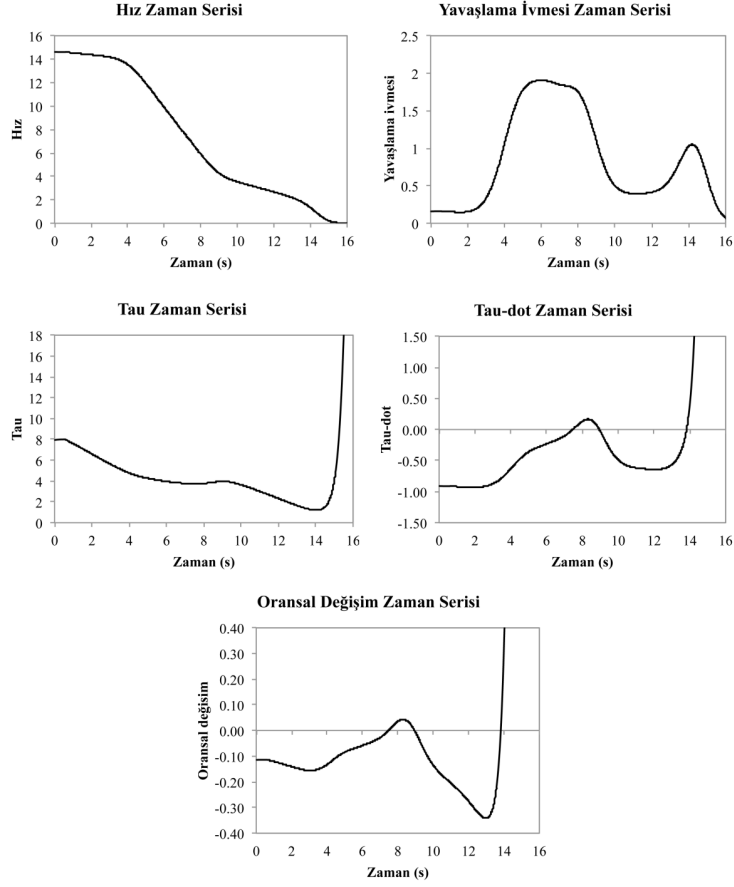 Hız Zaman Serisi
Hız
16
14
12
10
8
6
4
2
0
0 2 4 6 8 10 12 14 16
Zaman (s)
Yavaşlama İvmesi Zaman Serisi
Yavaşlama ivmesi
2.5
2
1.5
1
0.5
0
0 2 4 6 8 10 12 14 16
Zaman (s)
Tau Zaman Serisi
Tau
18
16
14
12
10
8
6
4
2
0
0 2 4 6 8 10 12 14 16
Zaman (s)
Tau-dot Zaman Serisi
Tau-dot
1.50
1.00
0.50
0.00
-0.50
-1.00
-1.50
0 2 4 6 8 10 12 14 16
Zaman (s)
Oransal Değişim Zaman Serisi
Oransal değisim
0.40
0.30
0.20
0.10
0.00
-0.10
-0.20
-0.30
-0.40
0 2 4 6 8 10 12 14 16
Zaman (s)